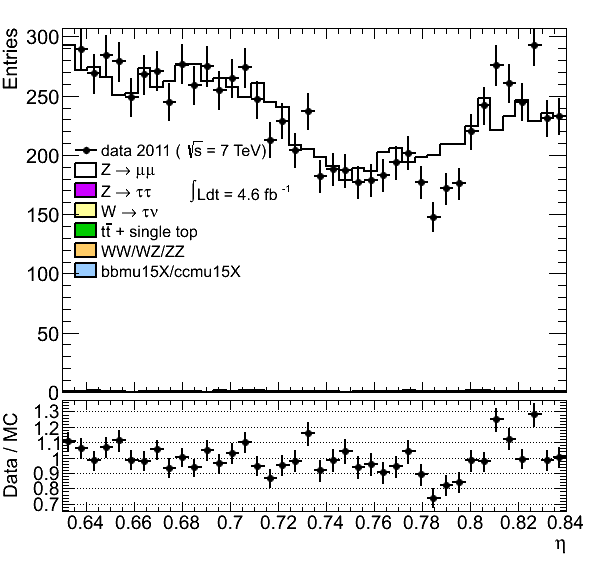 Entries
300
250
200
150
100
50
0
data 2011 ( √s = 7 TeV)
Z → μμ
Z → ττ
∫Ldt = 4.6 fb⁻¹
W → τν
tt̄ + single top
WW/WZ/ZZ
bbmu15X/ccmu15X
Data / MC
1.3
1.2
1.1
1
0.9
0.8
0.7
0.64 0.66 0.68 0.7 0.72 0.74 0.76 0.78 0.8 0.82 0.84
η